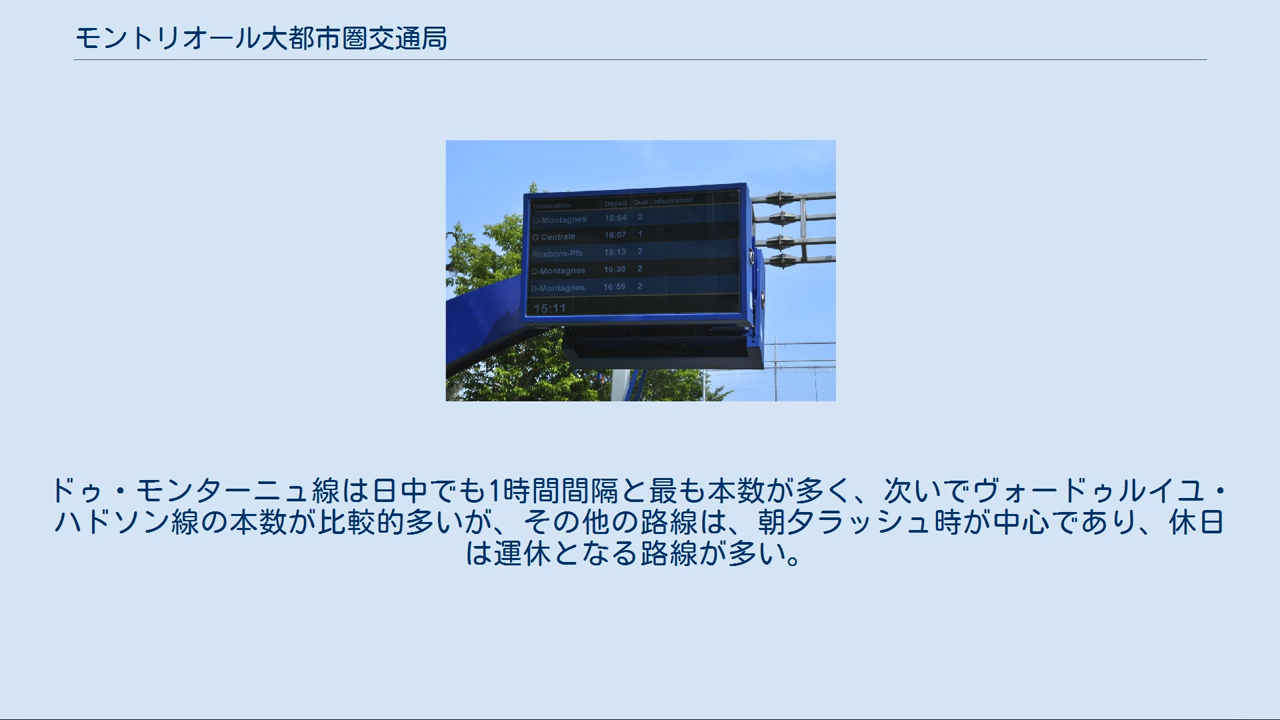 モントリオール大都市圏交通局
Destinations Départ Quai Information
D-Montagnes 15:54 2
G Centrale 16:07 1
Roxboro-Pfs 16:13 2
D-Montagnes 16:39 2
D-Montagnes 16:59 2
15:11
ドゥ・モンターニュ線は日中でも1時間間隔と最も本数が多く、次いでヴォードゥルイユ・
ハドソン線の本数が比較的多いが、その他の路線は、朝夕ラッシュ時が中心であり、休日
は運休となる路線が多い。